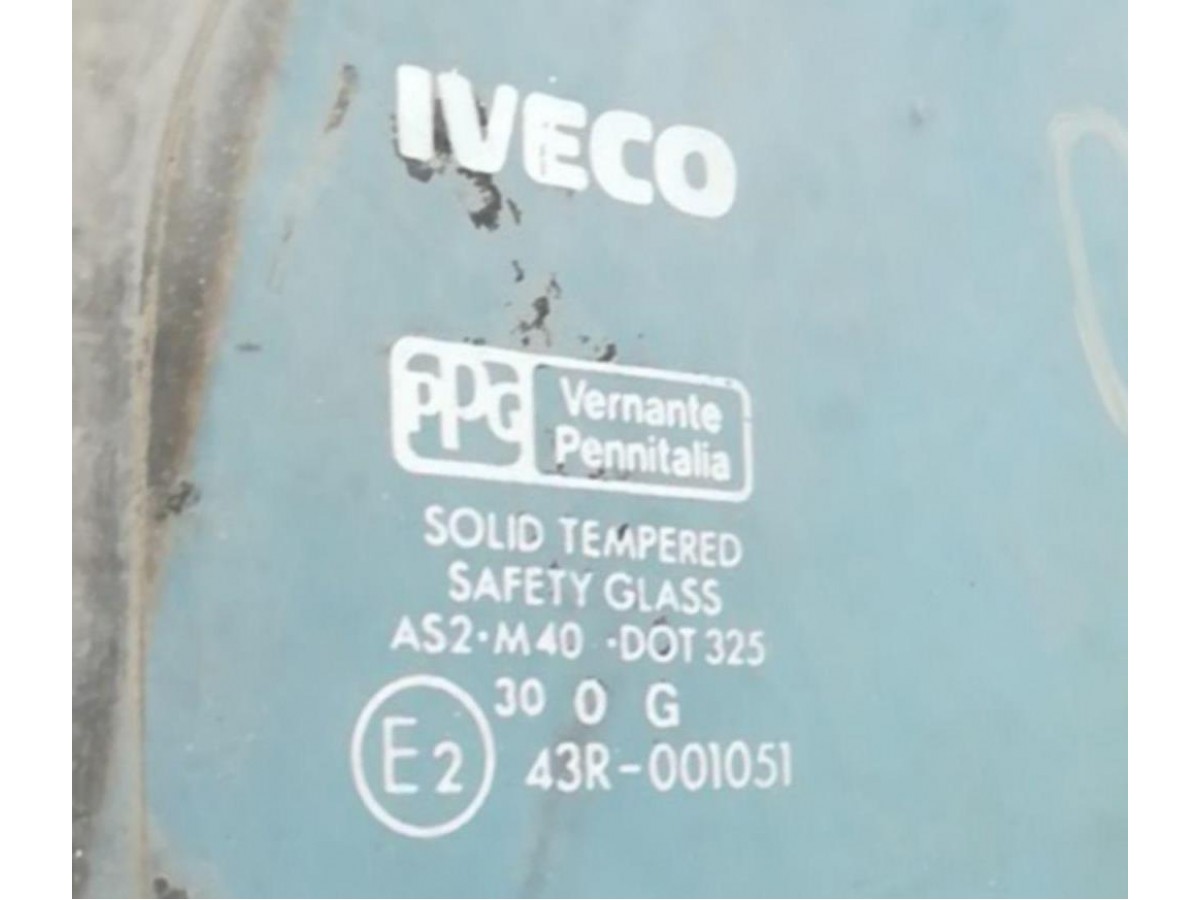 IVECO
PPG
Vernante
Pennitalia
SOLID TEMPERED
SAFETY GLASS
AS2·M40 ·DOT 325
30 0 G
E2
43R-001051